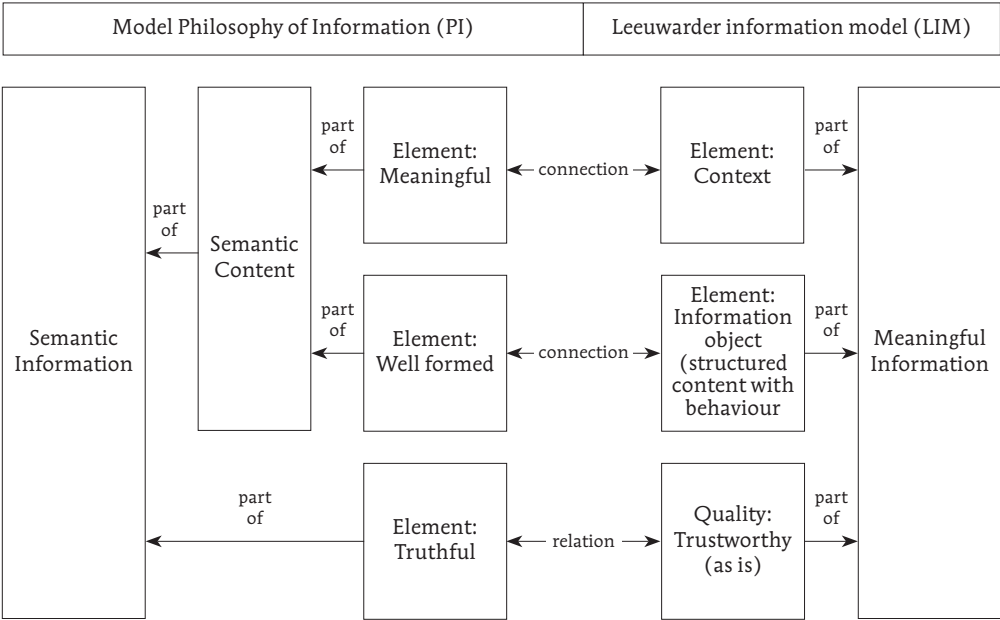 Model Philosophy of Information (PI)
Leeuwarder information model (LIM)
Semantic
Information
part
of
Semantic
Content
part
of
Element:
Meaningful
connection
Element:
Context
part
of
part
of
Element:
Well formed
connection
Element:
Information
object
(structured
content with
behaviour
part
of
Meaningful
Information
part
of
Element:
Truthful
relation
Quality:
Trustworthy
(as is)
part
of